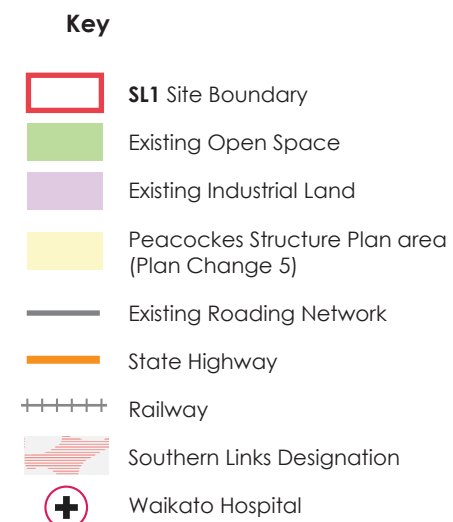 Key
SL1 Site Boundary
Existing Open Space
Existing Industrial Land
Peacockes Structure Plan area
(Plan Change 5)
Existing Roading Network
State Highway
Railway
Southern Links Designation
Waikato Hospital